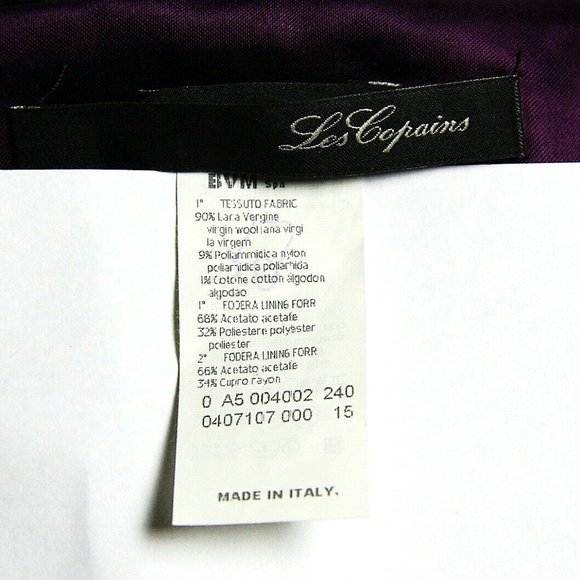 Les Copains
BVM SpA
1° TESSUTO FABRIC
90% Lara Vergine
virgin wool lana virgi
la virgem
9% Poliammidica nylon
poliamidica poliamida
1% Cotone cotton algodon
algodao
1° FODERA LINING FORR
68% Acetato acetate
32% Poliestere polyester
poliester
2° FODERA LINING FORR
66% Acetato acetate
34% Cupro rayon
0 A5 004002 240
0407107 000 15
MADE IN ITALY.